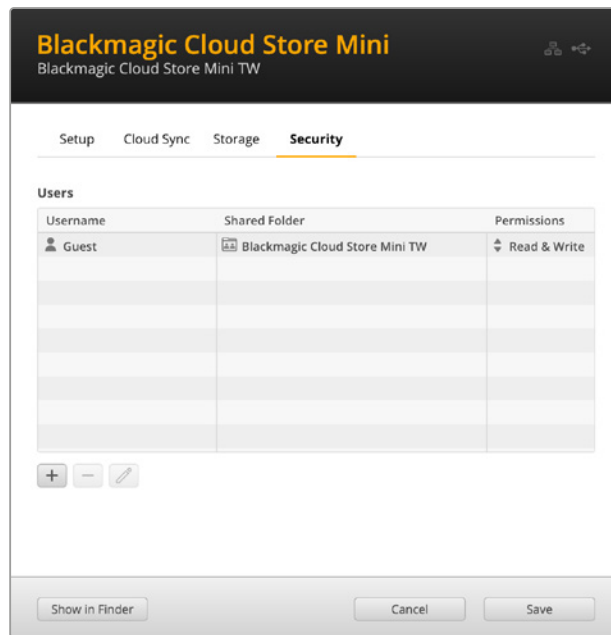 Blackmagic Cloud Store Mini
Blackmagic Cloud Store Mini TW
Setup Cloud Sync Storage Security
Users
Username Shared Folder Permissions
Guest Blackmagic Cloud Store Mini TW Read & Write
Show in Finder Cancel Save